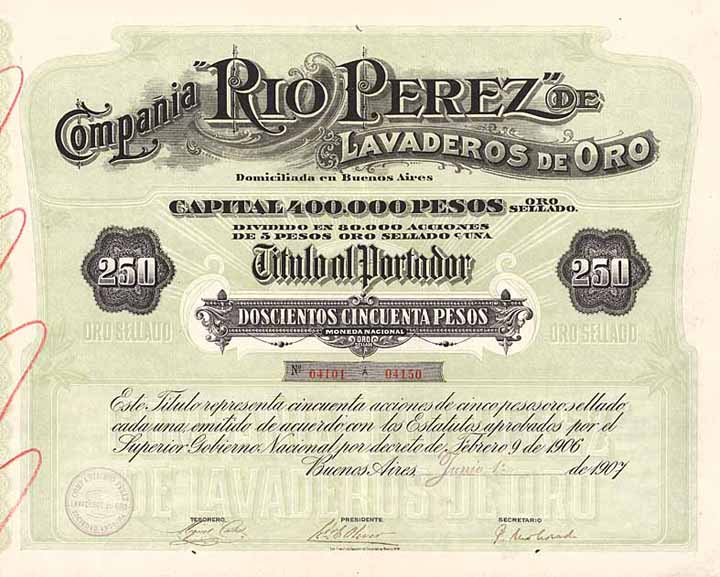 Compañia "RIO PEREZ" DE
LAVADEROS DE ORO
Domiciliada en Buenos Aires
CAPITAL 400.000 PESOS ORO SELLADO.
DIVIDIDO EN 80.000 ACCIONES
DE 5 PESOS ORO SELLADO C/UNA
Titulo al Portador
250
250
DOSCIENTOS CINCUENTA PESOS
MONEDA NACIONAL
ORO
SELLADO
ORO SELLADO
ORO SELLADO
Nº 04101 A 04150
Este Titulo representa cincuenta acciones de cinco pesos oro sellado
cada una, emitido de acuerdo con los Estatutos aprobados por el
Superior Gobierno Nacional por decreto de Febrero 9 de 1906
Buenos Aires, Junio 1º de 1907
DE LAVADEROS DE ORO
TESORERO
PRESIDENTE
SECRETARIO